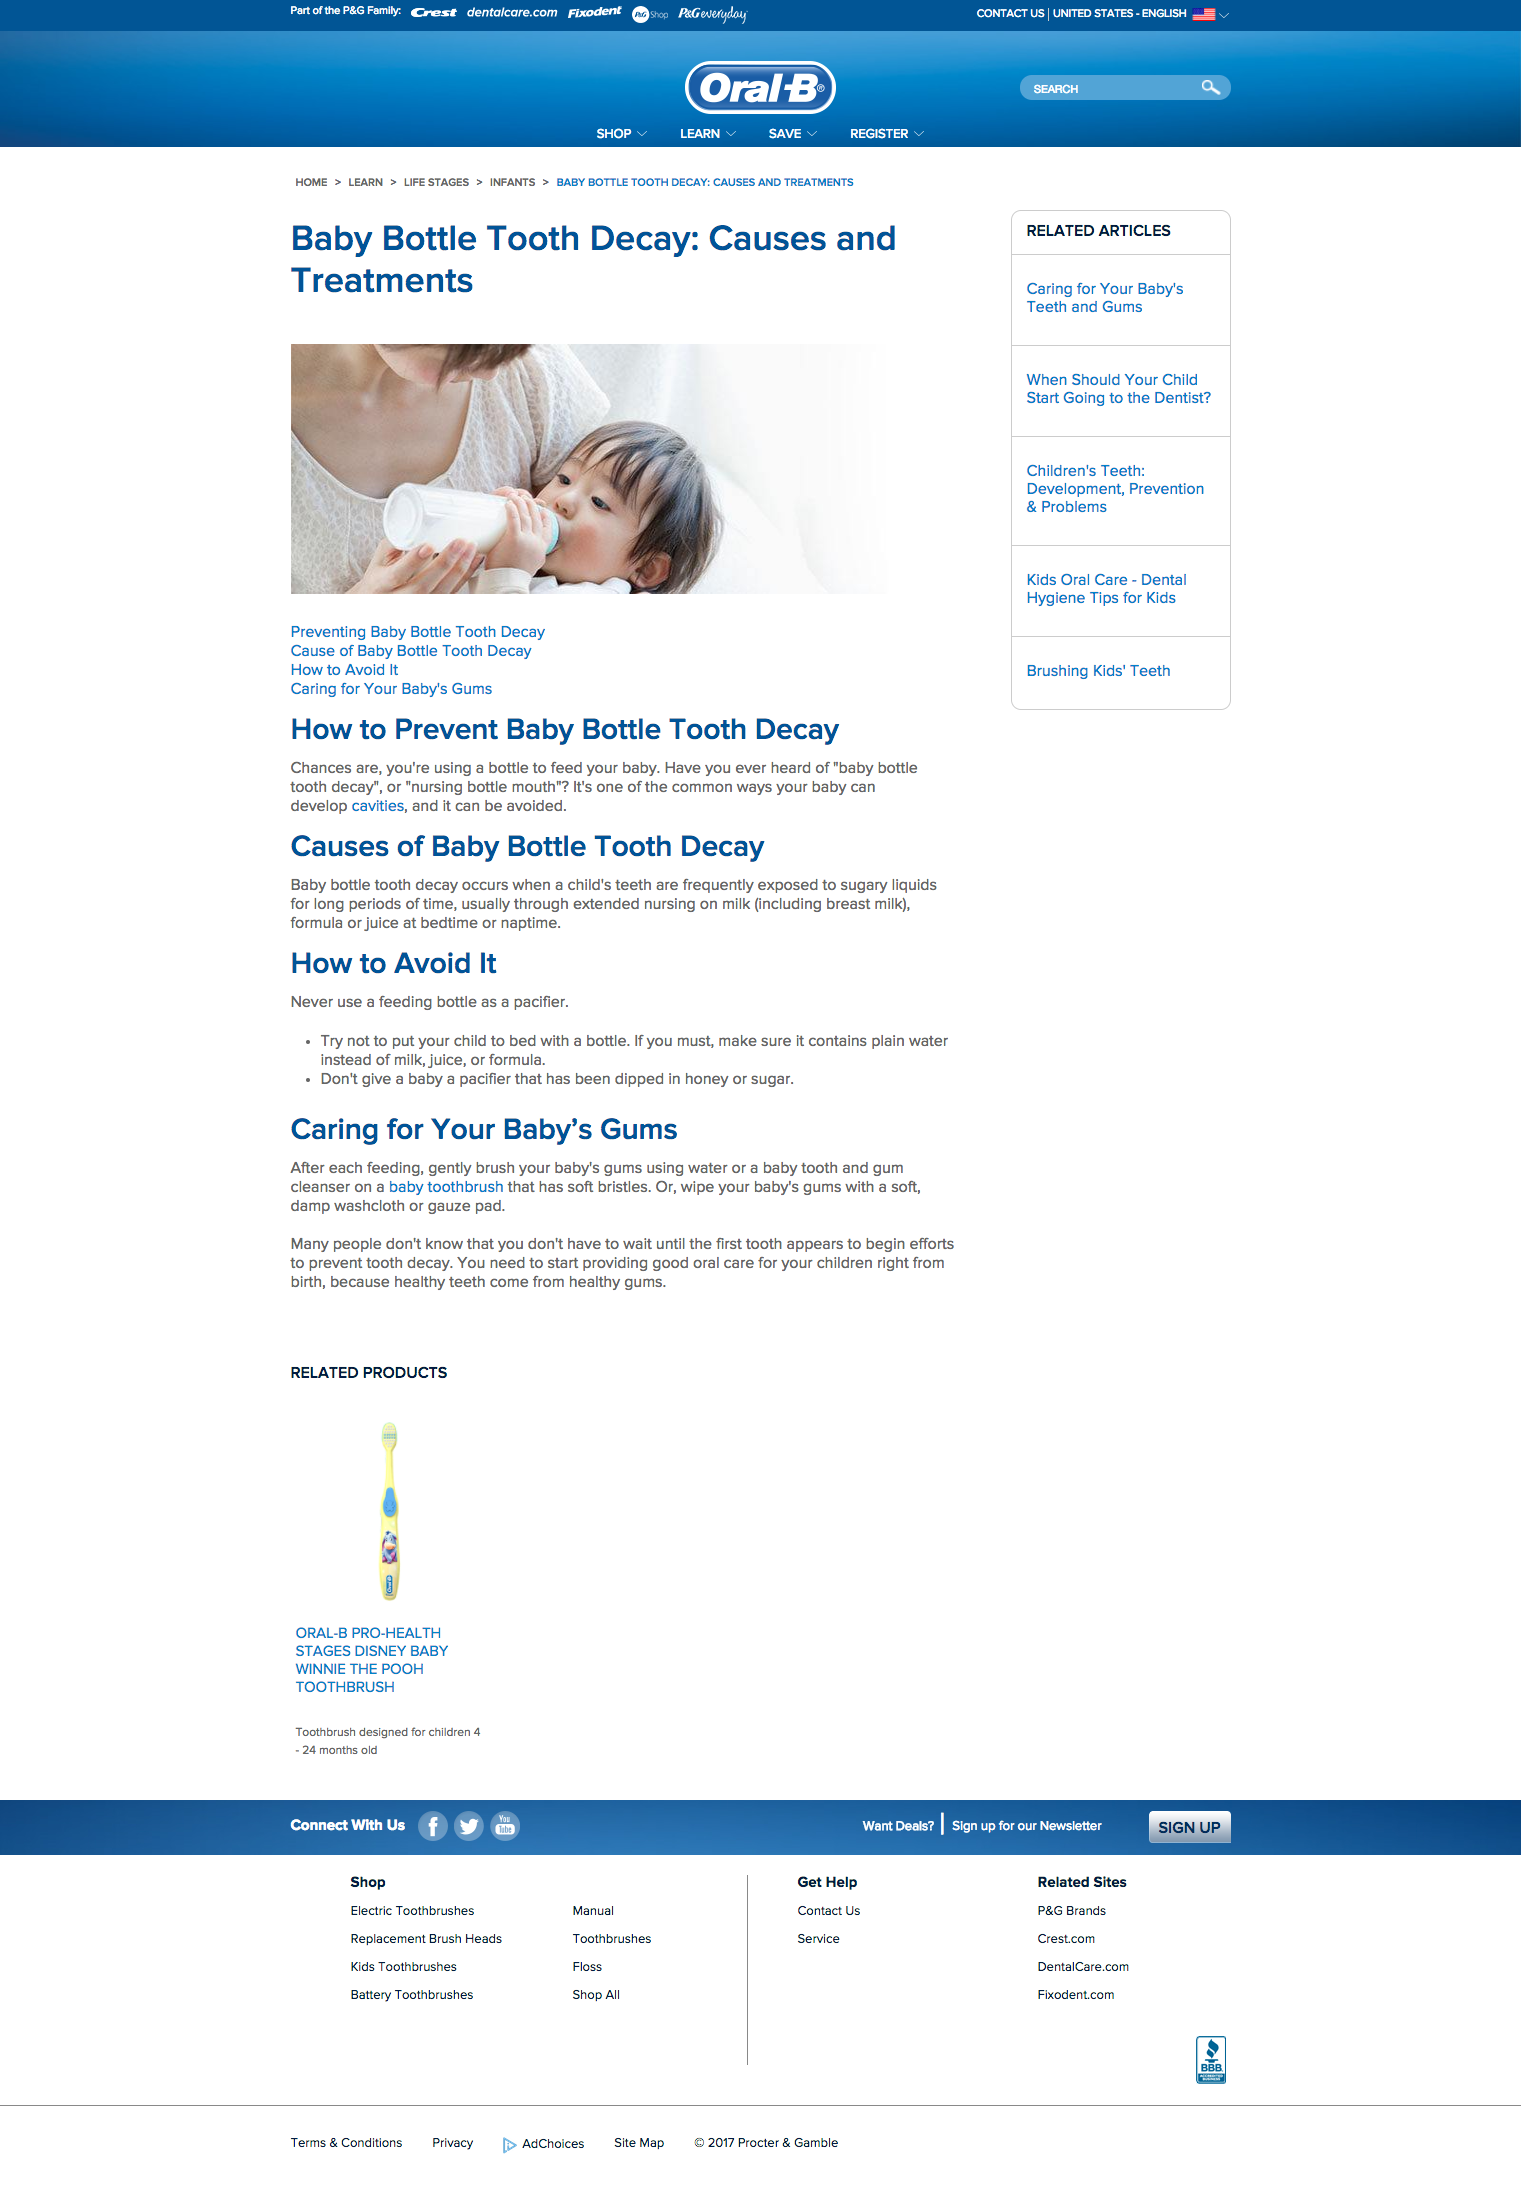 Part of the P&G Family: Crest dentalcare.com Fixodent P&G Shop P&G everyday
CONTACT US | UNITED STATES - ENGLISH
Oral-B®
SEARCH
SHOP LEARN SAVE REGISTER
HOME > LEARN > LIFE STAGES > INFANTS > BABY BOTTLE TOOTH DECAY: CAUSES AND TREATMENTS
Baby Bottle Tooth Decay: Causes and
Treatments
Preventing Baby Bottle Tooth Decay
Cause of Baby Bottle Tooth Decay
How to Avoid It
Caring for Your Baby's Gums
How to Prevent Baby Bottle Tooth Decay
Chances are, you're using a bottle to feed your baby. Have you ever heard of "baby bottle
tooth decay", or "nursing bottle mouth"? It's one of the common ways your baby can
develop cavities, and it can be avoided.
Causes of Baby Bottle Tooth Decay
Baby bottle tooth decay occurs when a child's teeth are frequently exposed to sugary liquids
for long periods of time, usually through extended nursing on milk (including breast milk),
formula or juice at bedtime or naptime.
How to Avoid It
Never use a feeding bottle as a pacifier.
• Try not to put your child to bed with a bottle. If you must, make sure it contains plain water
instead of milk, juice, or formula.
• Don't give a baby a pacifier that has been dipped in honey or sugar.
Caring for Your Baby’s Gums
After each feeding, gently brush your baby's gums using water or a baby tooth and gum
cleanser on a baby toothbrush that has soft bristles. Or, wipe your baby's gums with a soft,
damp washcloth or gauze pad.
Many people don't know that you don't have to wait until the first tooth appears to begin efforts
to prevent tooth decay. You need to start providing good oral care for your children right from
birth, because healthy teeth come from healthy gums.
RELATED ARTICLES
Caring for Your Baby's
Teeth and Gums
When Should Your Child
Start Going to the Dentist?
Children's Teeth:
Development, Prevention
& Problems
Kids Oral Care - Dental
Hygiene Tips for Kids
Brushing Kids' Teeth
RELATED PRODUCTS
Oral-B
ORAL-B PRO-HEALTH
STAGES DISNEY BABY
WINNIE THE POOH
TOOTHBRUSH
Toothbrush designed for children 4
- 24 months old
Connect With Us
You
Tube
Want Deals? | Sign up for our Newsletter
SIGN UP
Shop
Electric Toothbrushes
Replacement Brush Heads
Kids Toothbrushes
Battery Toothbrushes
Manual
Toothbrushes
Floss
Shop All
Get Help
Contact Us
Service
Related Sites
P&G Brands
Crest.com
DentalCare.com
Fixodent.com
BBB.
ACCREDITED
BUSINESS
Terms & Conditions Privacy AdChoices Site Map © 2017 Procter & Gamble